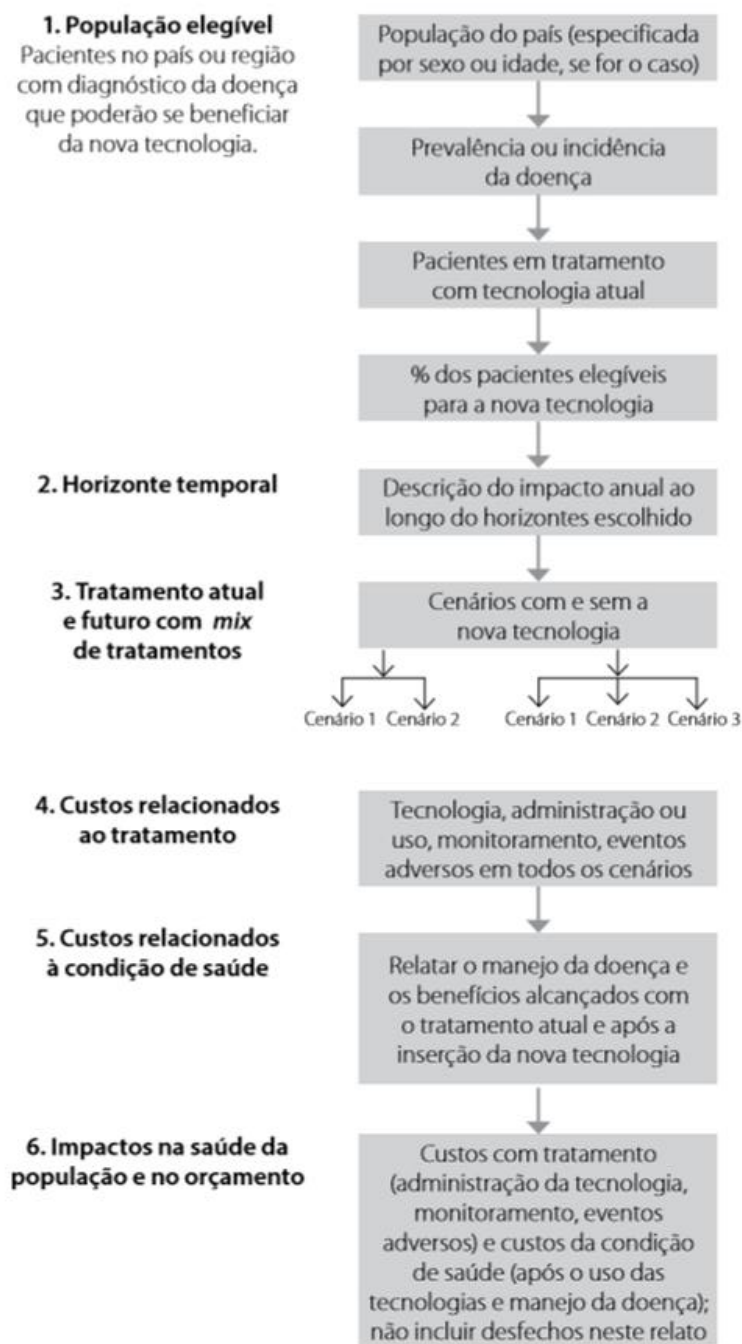 1. População elegível
Pacientes no país ou região
com diagnóstico da doença
que poderão se beneficiar
da nova tecnologia.
População do país (especificada
por sexo ou idade, se for o caso)
Prevalência ou incidência
da doença
Pacientes em tratamento
com tecnologia atual
% dos pacientes elegíveis
para a nova tecnologia
2. Horizonte temporal
Descrição do impacto anual ao
longo do horizontes escolhido
3. Tratamento atual
e futuro com mix
de tratamentos
Cenários com e sem a
nova tecnologia
Cenário 1 Cenário 2
Cenário 1 Cenário 2 Cenário 3
4. Custos relacionados
ao tratamento
Tecnologia, administração ou
uso, monitoramento, eventos
adversos em todos os cenários
5. Custos relacionados
à condição de saúde
Relatar o manejo da doença e
os benefícios alcançados com
o tratamento atual e após a
inserção da nova tecnologia
6. Impactos na saúde da
população e no orçamento
Custos com tratamento
(administração da tecnologia,
monitoramento, eventos
adversos) e custos da condição
de saúde (após o uso das
tecnologias e manejo da doença);
não incluir desfechos neste relato